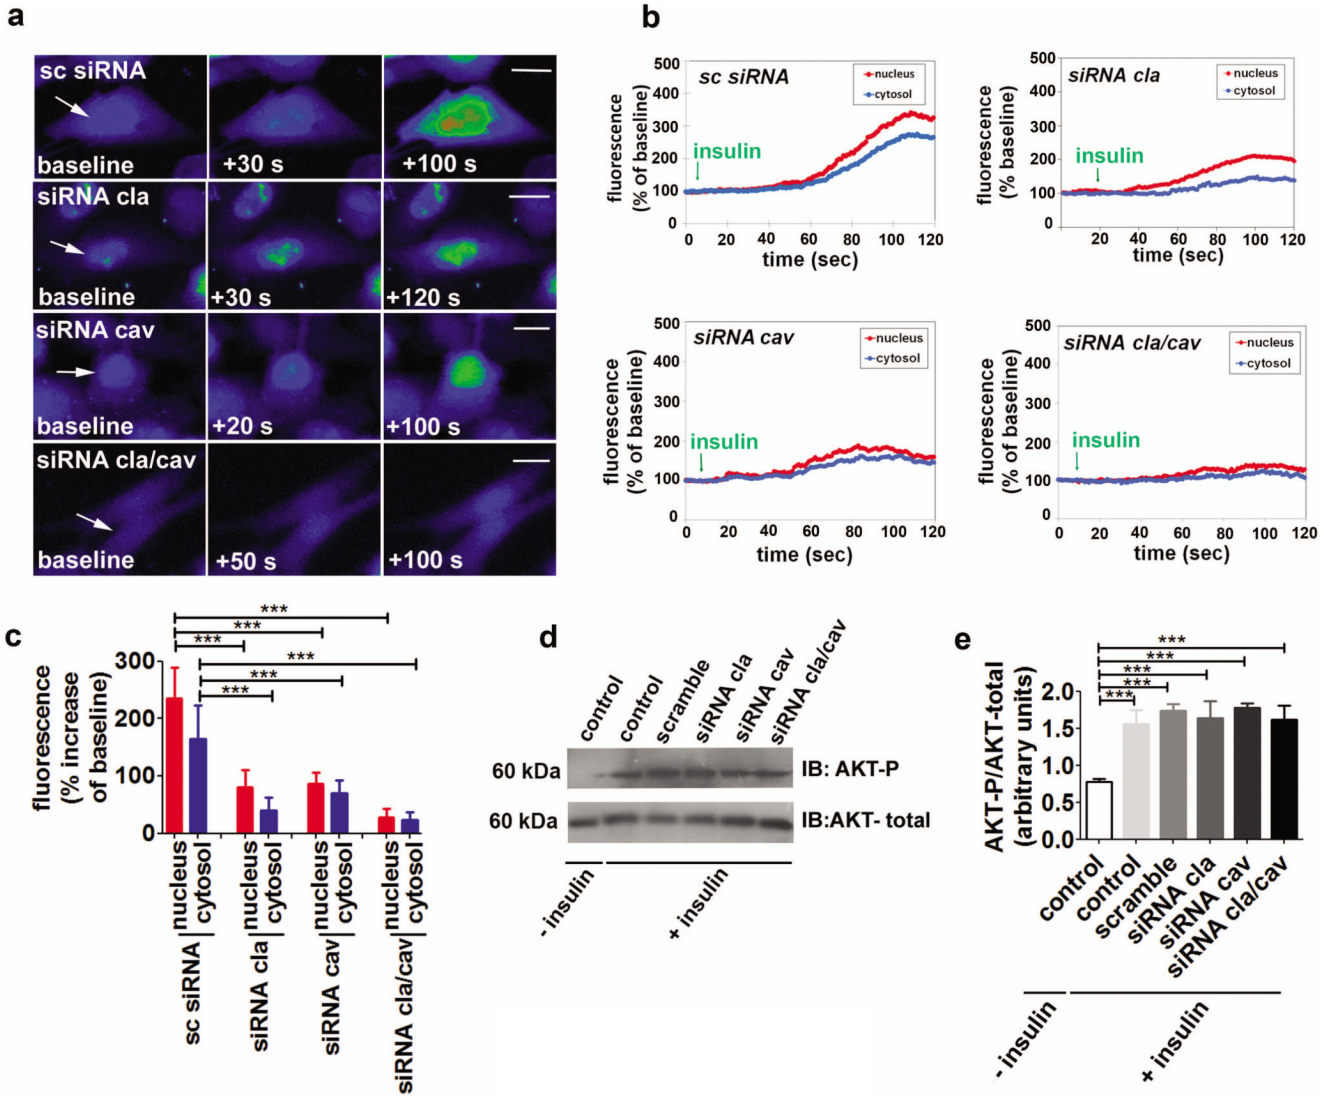 a
sc siRNA
baseline
+30 s
+100 s
siRNA cla
baseline
+30 s
+120 s
siRNA cav
baseline
+20 s
+100 s
siRNA cla/cav
baseline
+50 s
+100 s
b
fluorescence
(% of baseline)
500
400
300
200
100
0
sc siRNA
nucleus
cytosol
insulin
0 20 40 60 80 100 120
time (sec)
fluorescence
(% of baseline)
500
400
300
200
100
0
siRNA cla
nucleus
cytosol
insulin
20 40 60 80 100 120
time (sec)
fluorescence
(% of baseline)
500
400
300
200
100
0
siRNA cav
nucleus
cytosol
insulin
0 20 40 60 80 100 120
time (sec)
fluorescence
(% of baseline)
500
400
300
200
100
0
siRNA cla/cav
nucleus
cytosol
insulin
0 20 40 60 80 100 120
time (sec)
c
fluorescence
(% increase
of baseline)
300
200
100
0
***
***
***
***
***
***
nucleus
cytosol
nucleus
cytosol
nucleus
cytosol
nucleus
cytosol
sc siRNA
siRNA cla
siRNA cav
siRNA cla/cav
d
control
control
scramble
siRNA cla
siRNA cav
siRNA cla/cav
60 kDa
IB: AKT-P
60 kDa
IB:AKT- total
- insulin
+ insulin
e
AKT-P/AKT-total
(arbitrary units)
2.0
1.5
1.0
0.5
0.0
***
***
***
***
***
control
control
scramble
siRNA cla
siRNA cav
siRNA cla/cav
- insulin
+ insulin